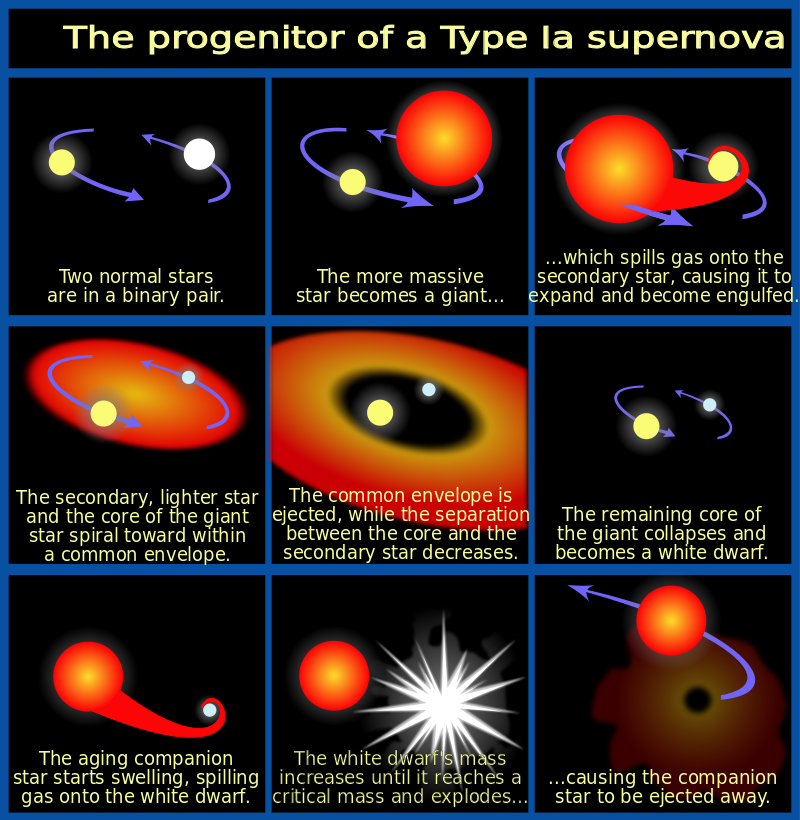 The progenitor of a Type Ia supernova
Two normal stars
are in a binary pair.
The more massive
star becomes a giant...
...which spills gas onto the
secondary star, causing it to
expand and become engulfed.
The secondary, lighter star
and the core of the giant
star spiral toward within
a common envelope.
The common envelope is
ejected, while the separation
between the core and the
secondary star decreases.
The remaining core of
the giant collapses and
becomes a white dwarf.
The aging companion
star starts swelling, spilling
gas onto the white dwarf.
The white dwarf's mass
increases until it reaches a
critical mass and explodes...
...causing the companion
star to be ejected away.